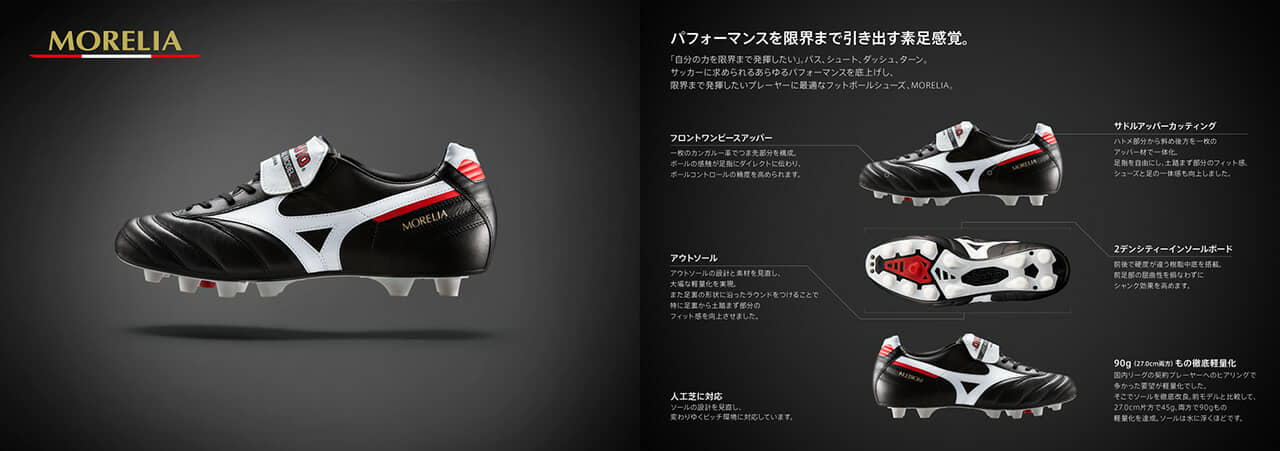 MORELIA
MORELIA
パフォーマンスを限界まで引き出す素足感覚。
「自分の力を限界まで発揮したい」。パス、シュート、ダッシュ、ターン。
サッカーに求められるあらゆるパフォーマンスを底上げし、
限界まで発揮したいプレーヤーに最適なフットボールシューズ、MORELIA。
フロントワンピースアッパー
一枚のカンガルー革でつま先部分を構成。
ボールの感触が足指にダイレクトに伝わり、
ボールコントロールの精度を高められます。
サドルアッパーカッティング
ハトメ部分から斜め後方を一枚の
アッパー材で一体化。
足指を自由にし、土踏まず部分のフィット感、
シューズと足の一体感も向上しました。
MORELIA
アウトソール
アウトソールの設計と素材を見直し、
大幅な軽量化を実現。
また足裏の形状に沿ったラウンドをつけることで
特に足裏から土踏まず部分の
フィット感を向上させました。
2デンシティーインソールボード
前後で硬度が違う樹脂中底を搭載。
前足部の屈曲性を損なわずに
シャンク効果を高めます。
人工芝に対応
ソールの設計を見直し、
変わりゆくピッチ環境に対応しています。
90g (27.0cm両方) もの徹底軽量化
国内リーグの契約プレーヤーへのヒアリングで
多かった要望が軽量化でした。
そこでソールを徹底改良。前モデルと比較して、
27.0cm片方で45g、両方で90gもの
軽量化を達成。ソールは水に浮くほどです。